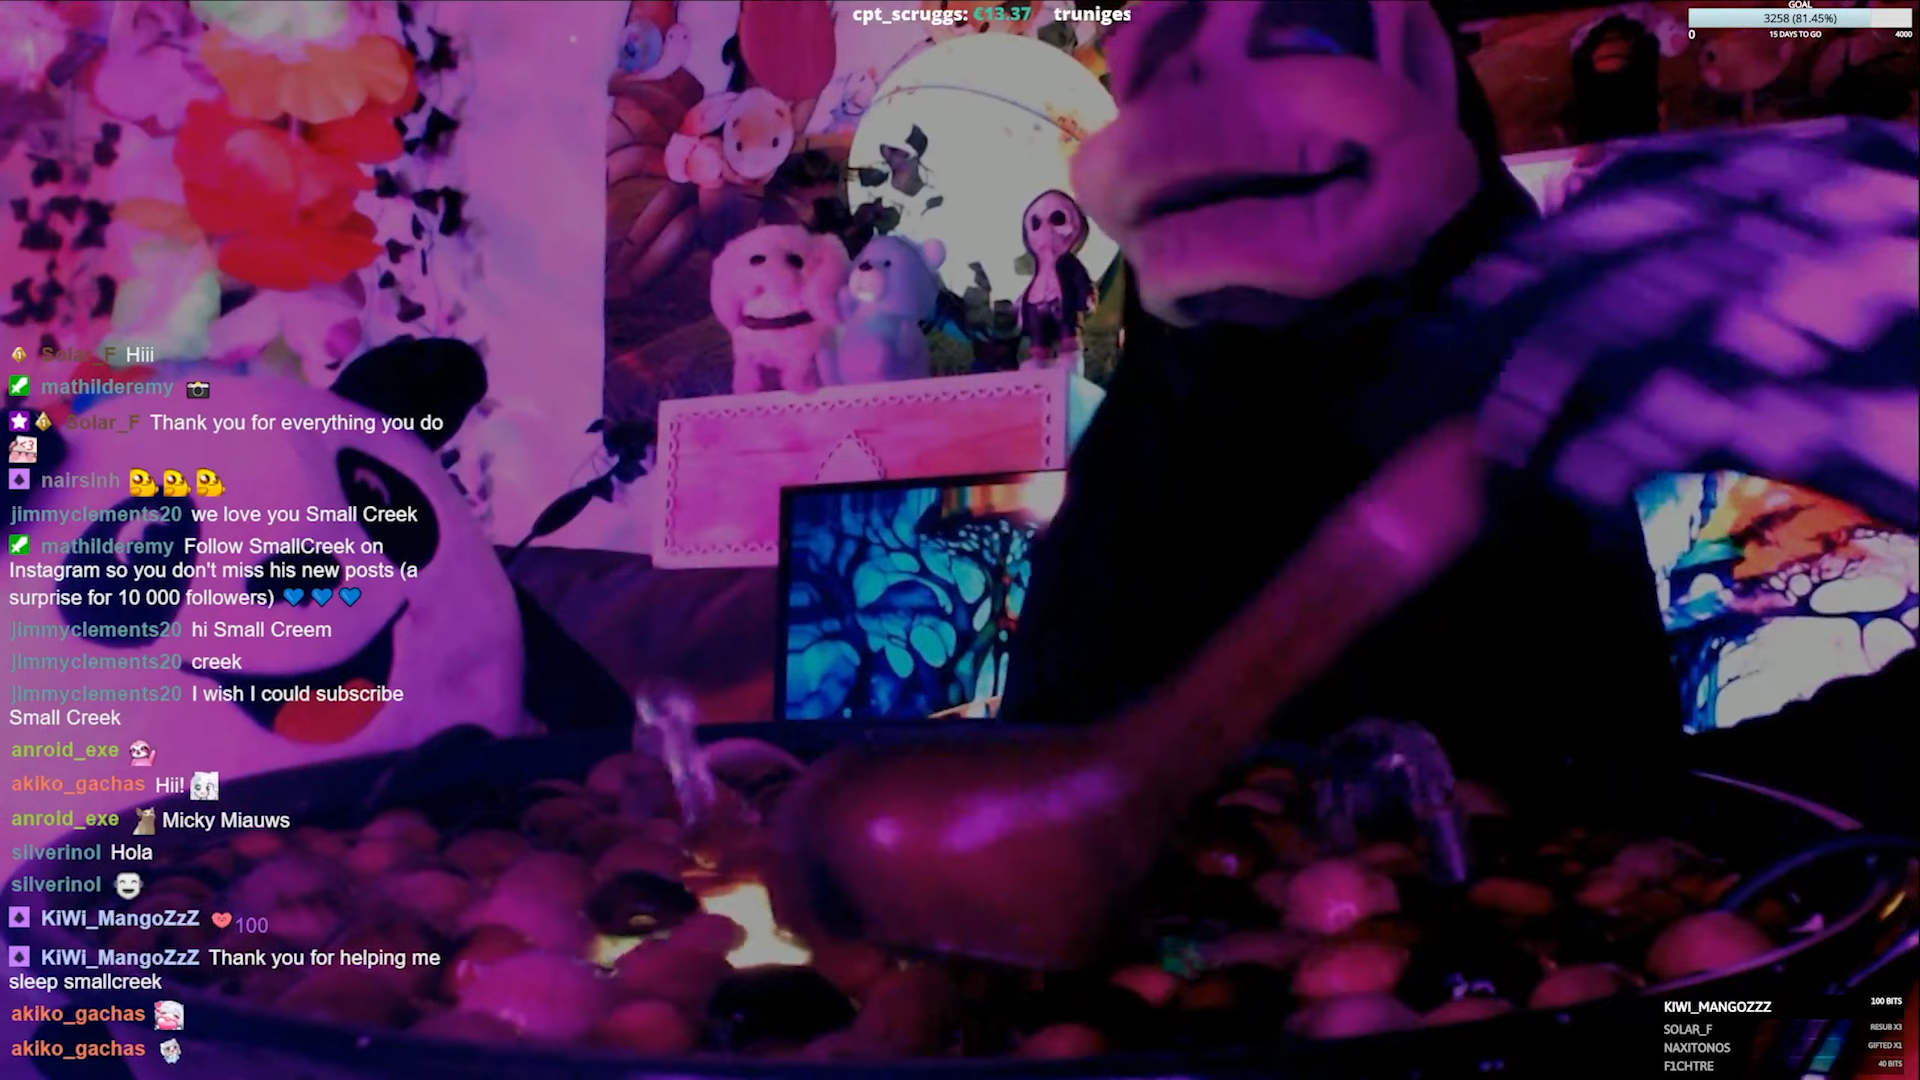 cpt_scruggs: €13.37 truniges
GOAL
3258 (81.45%)
0 15 DAYS TO GO 4000
Solar_F Hiii
mathilderemy
Solar_F Thank you for everything you do
nairsinh
jimmyclements20 we love you Small Creek
mathilderemy Follow SmallCreek on
Instagram so you don't miss his new posts (a
surprise for 10 000 followers)
jimmyclements20 hi Small Creem
jimmyclements20 creek
jimmyclements20 I wish I could subscribe
Small Creek
anroid_exe
akiko_gachas Hii!
anroid_exe Micky Miauws
silverinol Hola
silverinol
KiWi_MangoZzZ 100
KiWi_MangoZzZ Thank you for helping me
sleep smallcreek
akiko_gachas
akiko_gachas
KIWI_MANGOZZZ 100 BITS
SOLAR_F RESUB X3
NAXITONOS GIFTED X1
F1CHTRE 40 BITS